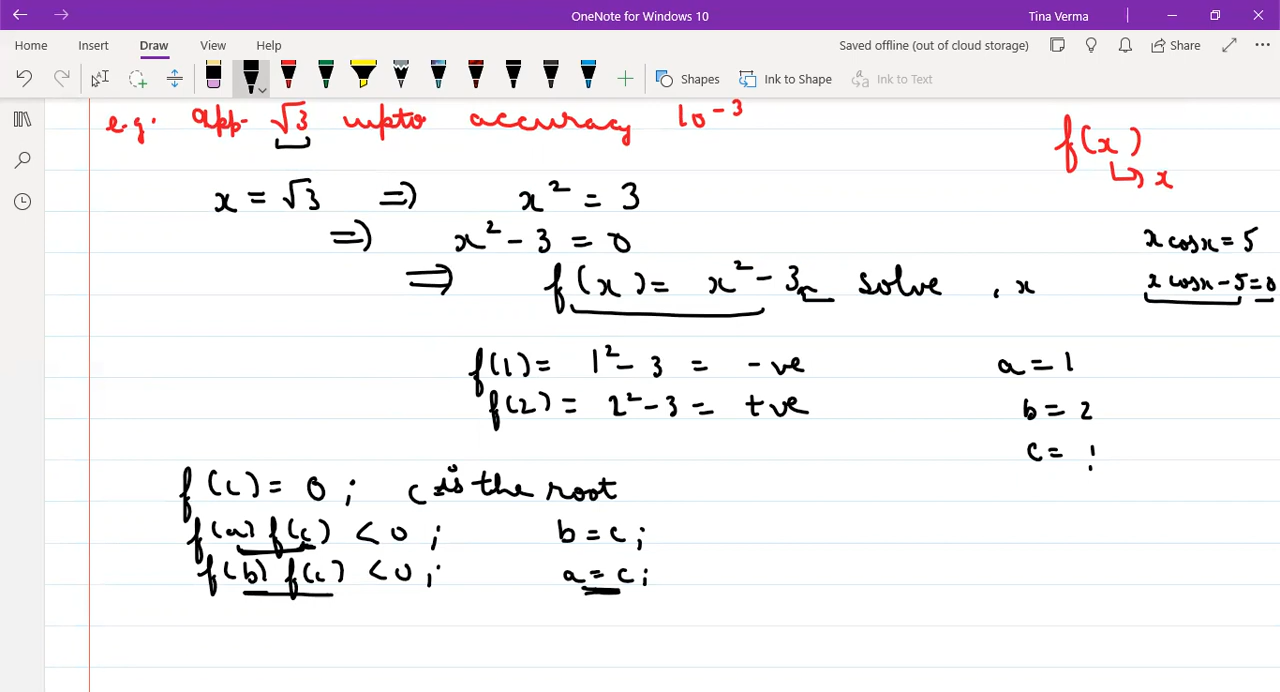 OneNote for Windows 10
Tina Verma
Home Insert Draw View Help
Saved offline (out of cloud storage) Share
Shapes Ink to Shape Ink to Text
e.g: app. √3 upto accuracy 10⁻³
f(x)
↳ x
x = √3 ⇒ x² = 3
⇒ x² - 3 = 0
x cosx = 5
⇒ f(x) = x² - 3 solve , x
x cosx - 5 = 0
f(1) = 1² - 3 = -ve
a = 1
f(2) = 2² - 3 = +ve
b = 2
c =
f(c) = 0 ; c is the root
f(a) f(c) < 0 ; b = c ;
f(b) f(c) < 0 ; a = c ;